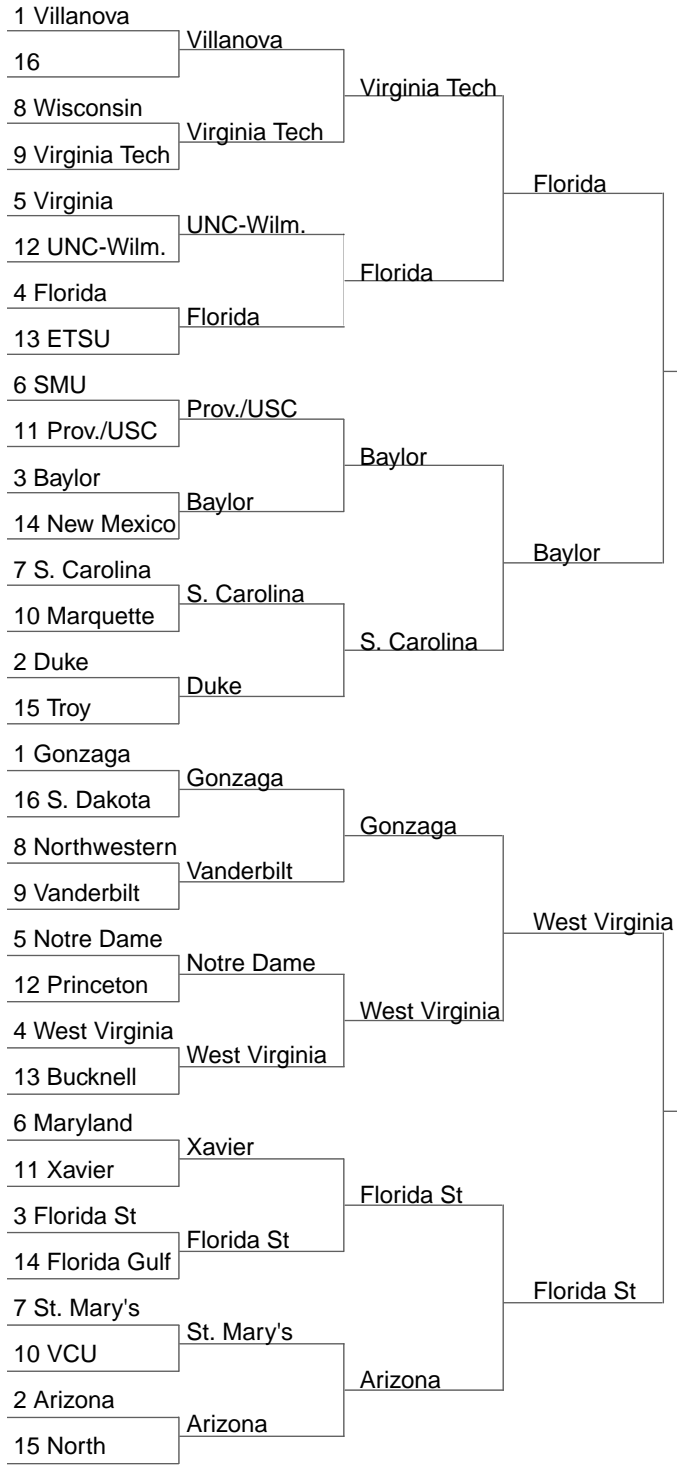 1 Villanova
Villanova
16
Virginia Tech
8 Wisconsin
Virginia Tech
9 Virginia Tech
Florida
5 Virginia
UNC-Wilm.
12 UNC-Wilm.
Florida
4 Florida
Florida
13 ETSU
6 SMU
Prov./USC
11 Prov./USC
Baylor
3 Baylor
Baylor
14 New Mexico
Baylor
7 S. Carolina
S. Carolina
10 Marquette
S. Carolina
2 Duke
Duke
15 Troy
1 Gonzaga
Gonzaga
16 S. Dakota
Gonzaga
8 Northwestern
Vanderbilt
9 Vanderbilt
West Virginia
5 Notre Dame
Notre Dame
12 Princeton
West Virginia
4 West Virginia
West Virginia
13 Bucknell
6 Maryland
Xavier
11 Xavier
Florida St
3 Florida St
Florida St
14 Florida Gulf
Florida St
7 St. Mary's
St. Mary's
10 VCU
Arizona
2 Arizona
Arizona
15 North